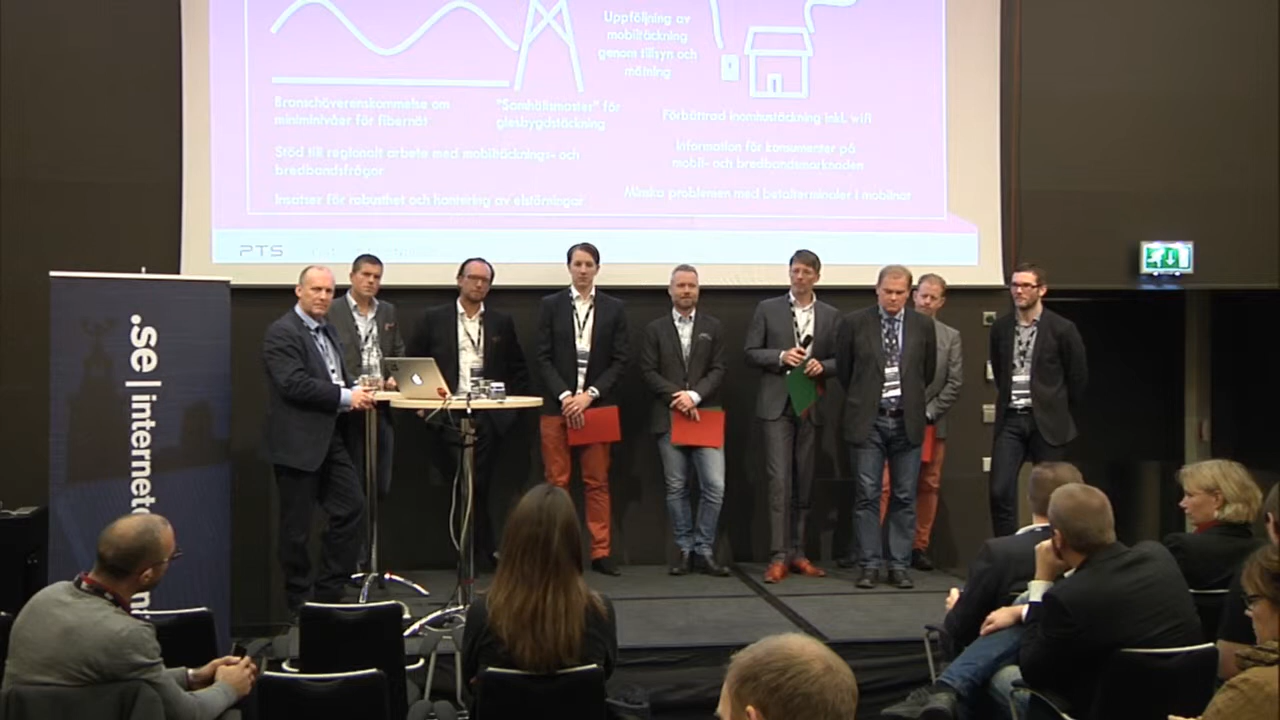 Uppföljning av
mobiltäckning
genom tillsyn och
mätning
Branschöverenskommelse om
miniminivåer för fibernät
"Samhällsmaster" för
glesbygdstäckning
Förbättrad inomhustäckning inkl. wifi
Stöd till regionalt arbete med mobiltäcknings- och
bredbandsfrågor
Information för konsumenter på
mobil- och bredbandsmarknaden
Insatser för robusthet och hantering av elstörningar
Minska problemen med betalterminaler i mobilnät
PTS
.se | internetd